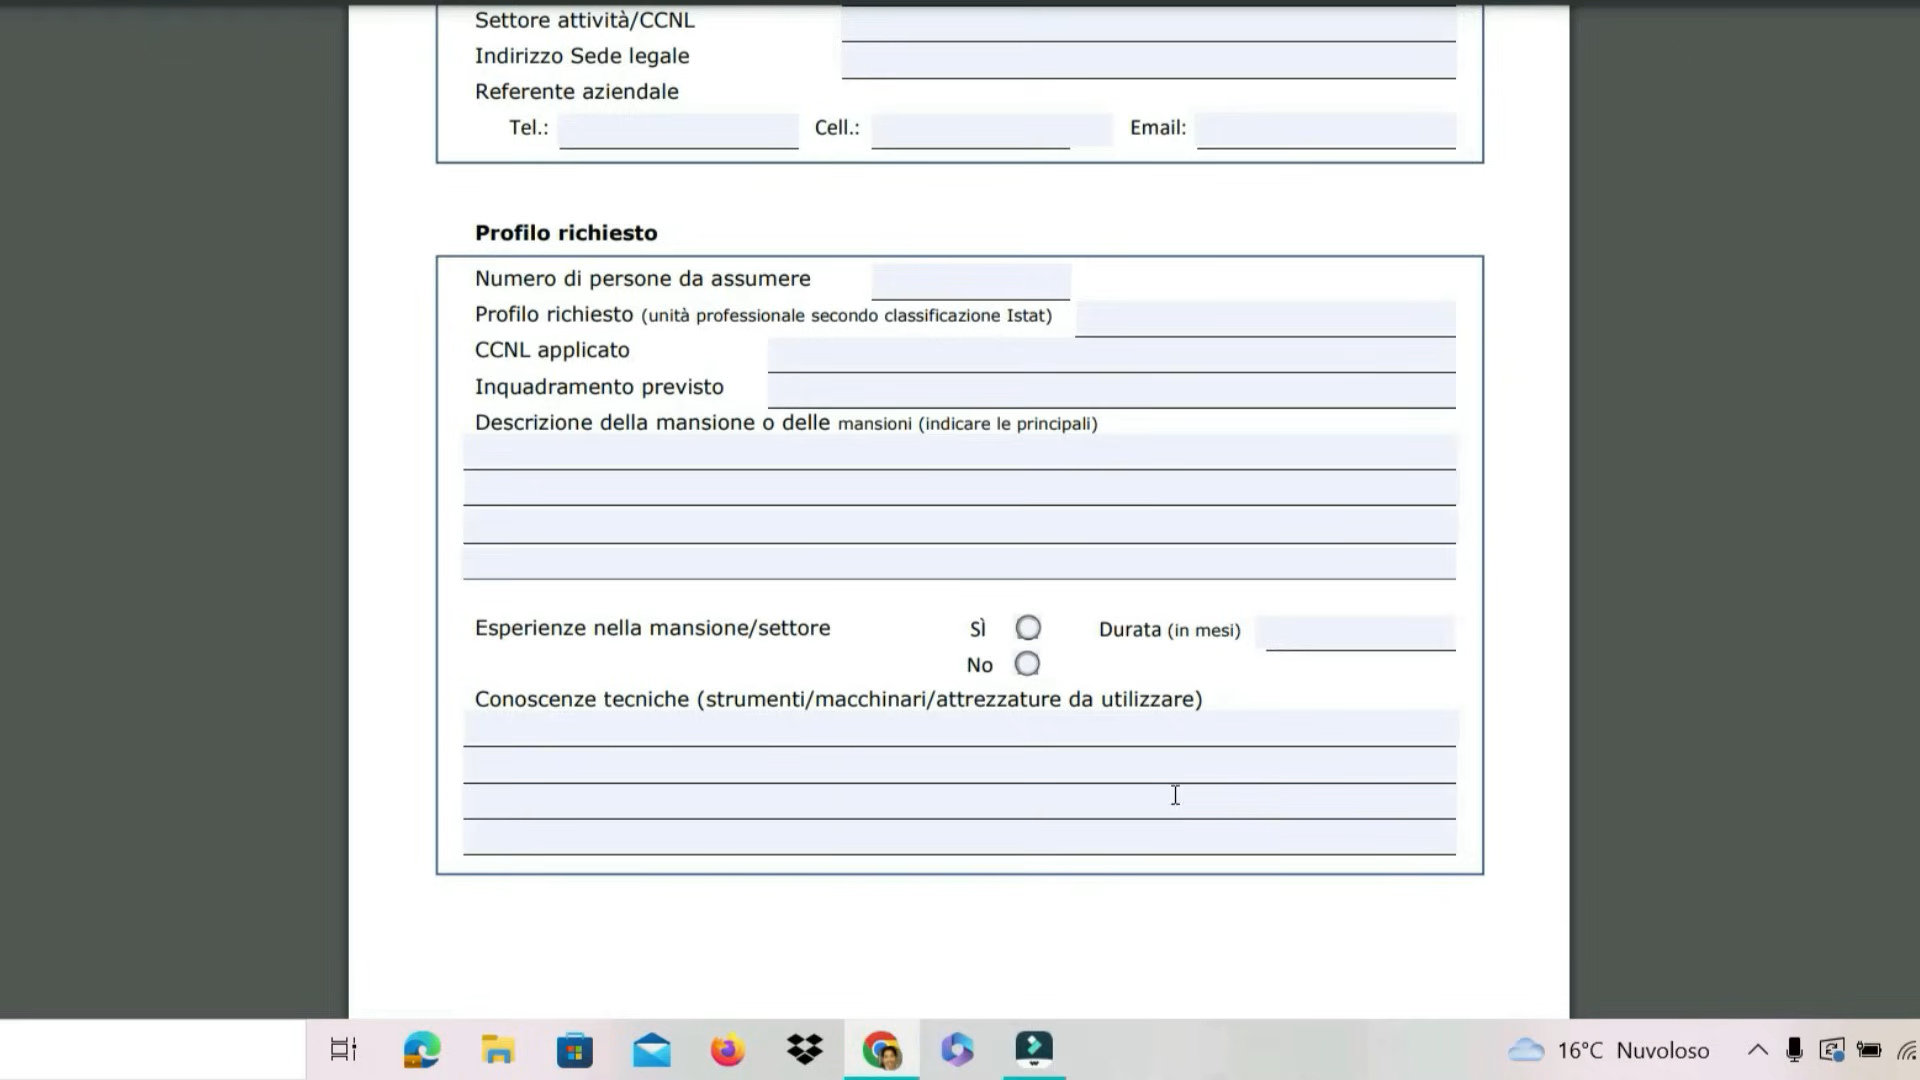 Settore attività/CCNL
Indirizzo Sede legale
Referente aziendale
Tel.: Cell.: Email:
Profilo richiesto
Numero di persone da assumere
Profilo richiesto (unità professionale secondo classificazione Istat)
CCNL applicato
Inquadramento previsto
Descrizione della mansione o delle mansioni (indicare le principali)
Esperienze nella mansione/settore SÌ Durata (in mesi)
No
Conoscenze tecniche (strumenti/macchinari/attrezzature da utilizzare)
16°C Nuvoloso